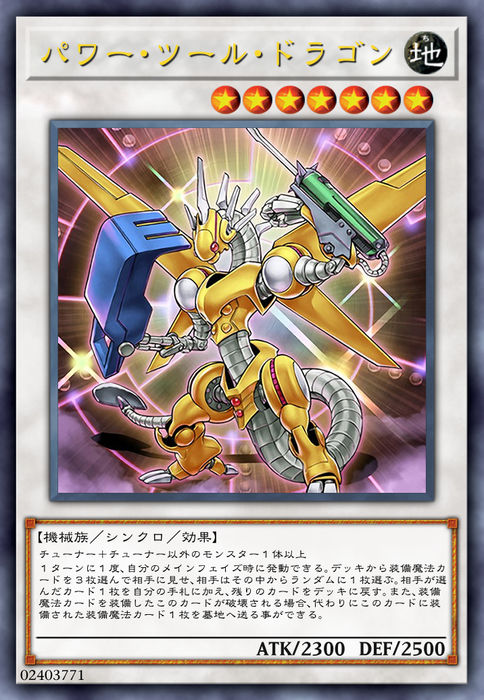 パワー・ツール・ドラゴン
ち
地
【機械族／シンクロ／効果】
チューナー＋チューナー以外のモンスター１体以上
１ターンに１度、自分のメインフェイズ時に発動できる。デッキから装備魔法カ
ードを３枚選んで相手に見せ、相手はその中からランダムに１枚選ぶ。相手が選
んだカード１枚を自分の手札に加え、残りのカードをデッキに戻す。また、装備
魔法カードを装備したこのカードが破壊される場合、代わりにこのカードに装備
された装備魔法カード１枚を墓地へ送る事ができる。
ATK/2300 DEF/2500
02403771